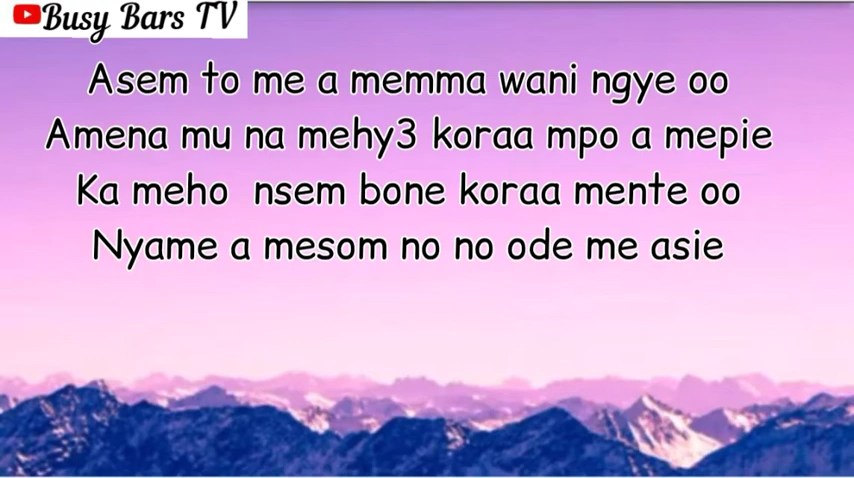 Busy Bars TV
Asem to me a memma wani ngye oo
Amena mu na mehy3 koraa mpo a mepie
Ka meho nsem bone koraa mente oo
Nyame a mesom no no ode me asie